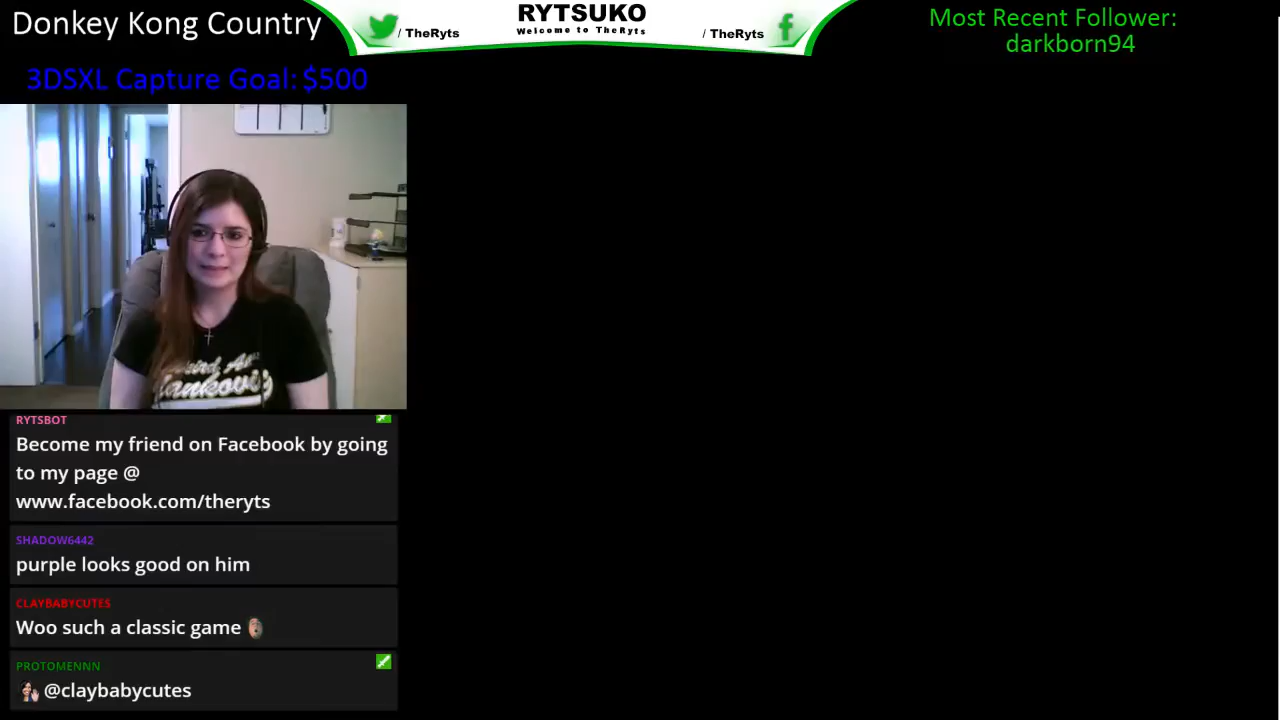 Donkey Kong Country
3DSXL Capture Goal: $500
RYTSUKO
Welcome to TheRyts
/ TheRyts
/ TheRyts
Most Recent Follower:
darkborn94
RYTSBOT
Become my friend on Facebook by going
to my page @
www.facebook.com/theryts
SHADOW6442
purple looks good on him
CLAYBABYCUTES
Woo such a classic game
PROTOMENNN
@claybabycutes